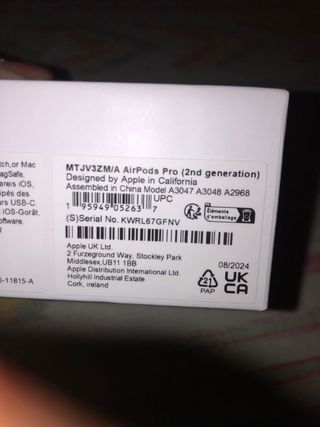 tch,or Mac
agSafe,
pés des
areils iOS,
urs USB-C.
t iOS-Gerät.
oftware.
5-11815-A
MTJV3ZM/A AirPods Pro (2nd generation)
Designed by Apple in California
Assembled in China Model A3047 A3048 A2968
1 95949 05263 7
UPC
Éléments
d'emballage
(S)Serial No. KWRL67GFNV
Apple UK Ltd.
2 Furzeground Way, Stockley Park
Middlesex,UB11 1BB
Apple Distribution International Ltd.
Hollyhill Industrial Estate
Cork, Ireland
08/2024
21
PAP
UK
CA